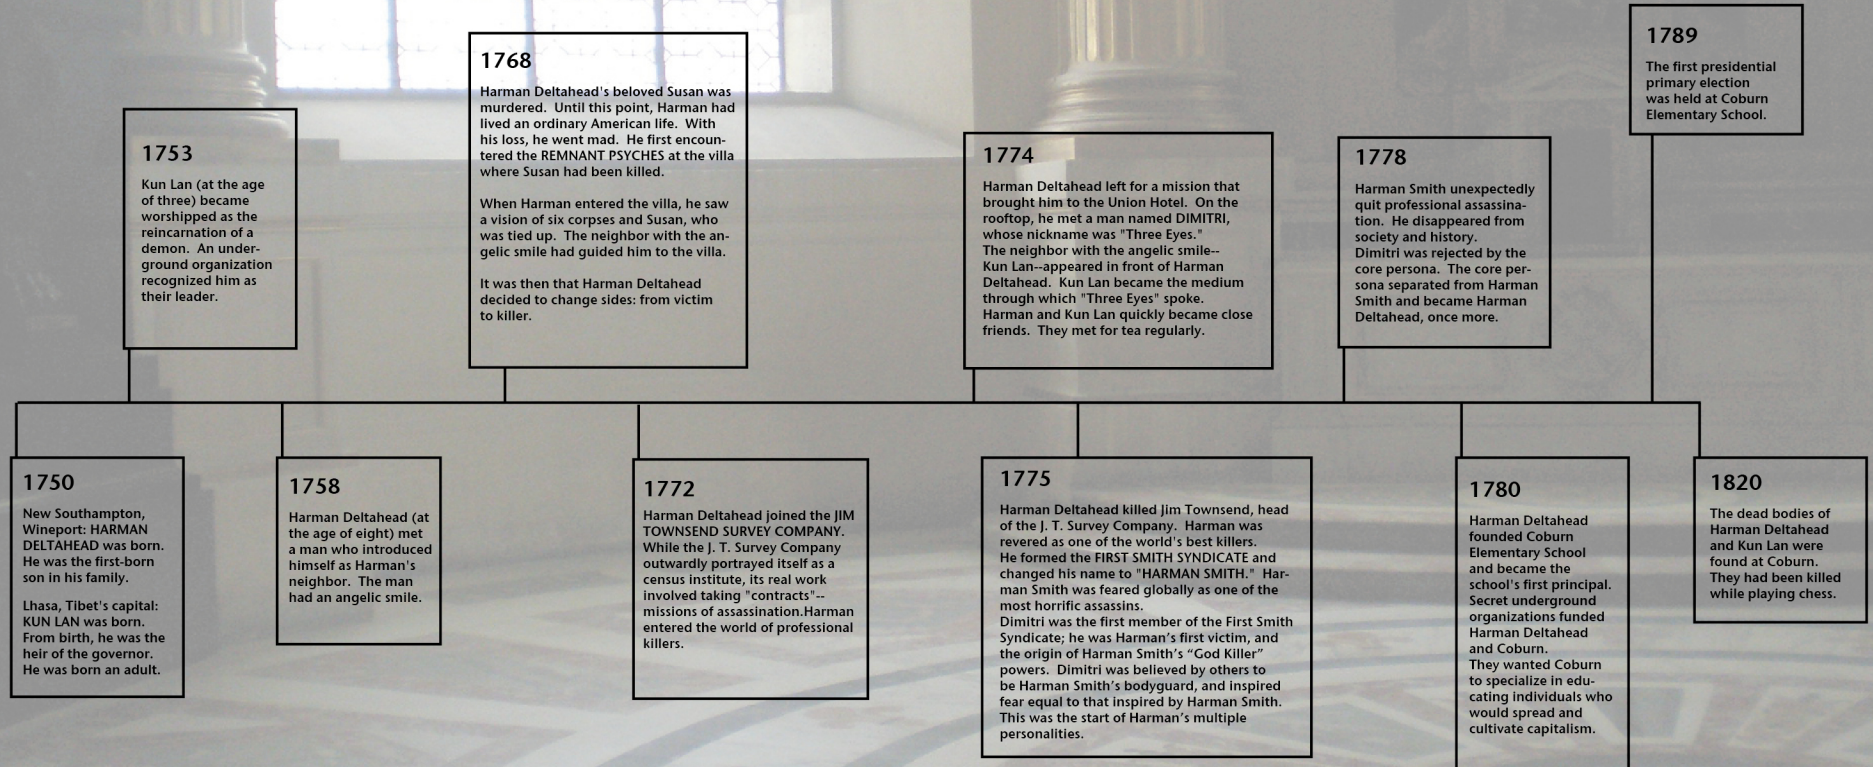 1753
Kun Lan (at the age
of three) became
worshipped as the
reincarnation of a
demon. An under-
ground organization
recognized him as
their leader.
1768
Harman Deltahead's beloved Susan was
murdered. Until this point, Harman had
lived an ordinary American life. With
his loss, he went mad. He first encoun-
tered the REMNANT PSYCHES at the villa
where Susan had been killed.
When Harman entered the villa, he saw
a vision of six corpses and Susan, who
was tied up. The neighbor with the an-
gelic smile had guided him to the villa.
It was then that Harman Deltahead
decided to change sides: from victim
to killer.
1774
Harman Deltahead left for a mission that
brought him to the Union Hotel. On the
rooftop, he met a man named DIMITRI,
whose nickname was "Three Eyes."
The neighbor with the angelic smile--
Kun Lan--appeared in front of Harman
Deltahead. Kun Lan became the medium
through which "Three Eyes" spoke.
Harman and Kun Lan quickly became close
friends. They met for tea regularly.
1778
Harman Smith unexpectedly
quit professional assassina-
tion. He disappeared from
society and history.
Dimitri was rejected by the
core persona. The core per-
sona separated from Harman
Smith and became Harman
Deltahead, once more.
1789
The first presidential
primary election
was held at Coburn
Elementary School.
1750
New Southampton,
Wineport: HARMAN
DELTAHEAD was born.
He was the first-born
son in his family.
Lhasa, Tibet's capital:
KUN LAN was born.
From birth, he was the
heir of the governor.
He was born an adult.
1758
Harman Deltahead (at
the age of eight) met
a man who introduced
himself as Harman's
neighbor. The man
had an angelic smile.
1772
Harman Deltahead joined the JIM
TOWNSEND SURVEY COMPANY.
While the J. T. Survey Company
outwardly portrayed itself as a
census institute, its real work
involved taking "contracts"--
missions of assassination.Harman
entered the world of professional
killers.
1775
Harman Deltahead killed Jim Townsend, head
of the J. T. Survey Company. Harman was
revered as one of the world's best killers.
He formed the FIRST SMITH SYNDICATE and
changed his name to "HARMAN SMITH." Har-
man Smith was feared globally as one of the
most horrific assassins.
Dimitri was the first member of the First Smith
Syndicate; he was Harman’s first victim, and
the origin of Harman Smith’s “God Killer”
powers. Dimitri was believed by others to
be Harman Smith’s bodyguard, and inspired
fear equal to that inspired by Harman Smith.
This was the start of Harman’s multiple
personalities.
1780
Harman Deltahead
founded Coburn
Elementary School
and became the
school's first principal.
Secret underground
organizations funded
Harman Deltahead
and Coburn.
They wanted Coburn
to specialize in edu-
cating individuals who
would spread and
cultivate capitalism.
1820
The dead bodies of
Harman Deltahead
and Kun Lan were
found at Coburn.
They had been killed
while playing chess.